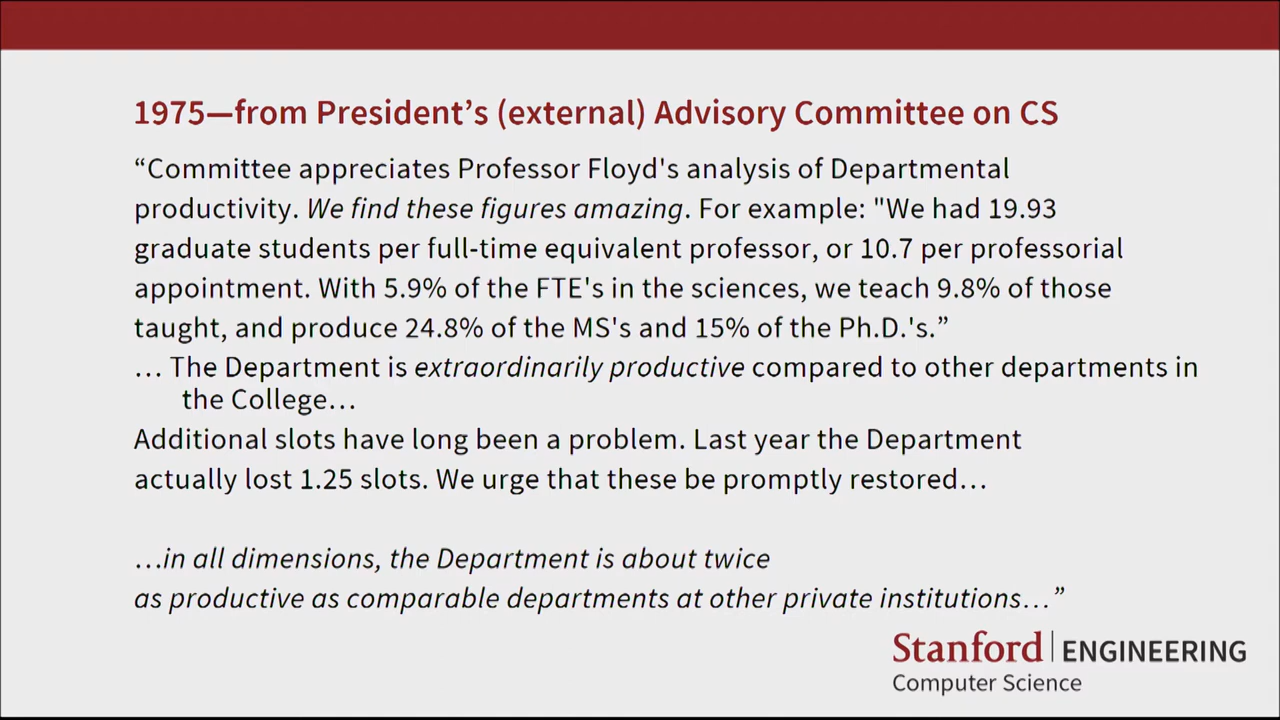 1975—from President’s (external) Advisory Committee on CS
“Committee appreciates Professor Floyd's analysis of Departmental
productivity. We find these figures amazing. For example: "We had 19.93
graduate students per full-time equivalent professor, or 10.7 per professorial
appointment. With 5.9% of the FTE's in the sciences, we teach 9.8% of those
taught, and produce 24.8% of the MS's and 15% of the Ph.D.'s.”
… The Department is extraordinarily productive compared to other departments in
the College…
Additional slots have long been a problem. Last year the Department
actually lost 1.25 slots. We urge that these be promptly restored…
…in all dimensions, the Department is about twice
as productive as comparable departments at other private institutions…”
Stanford | ENGINEERING
Computer Science